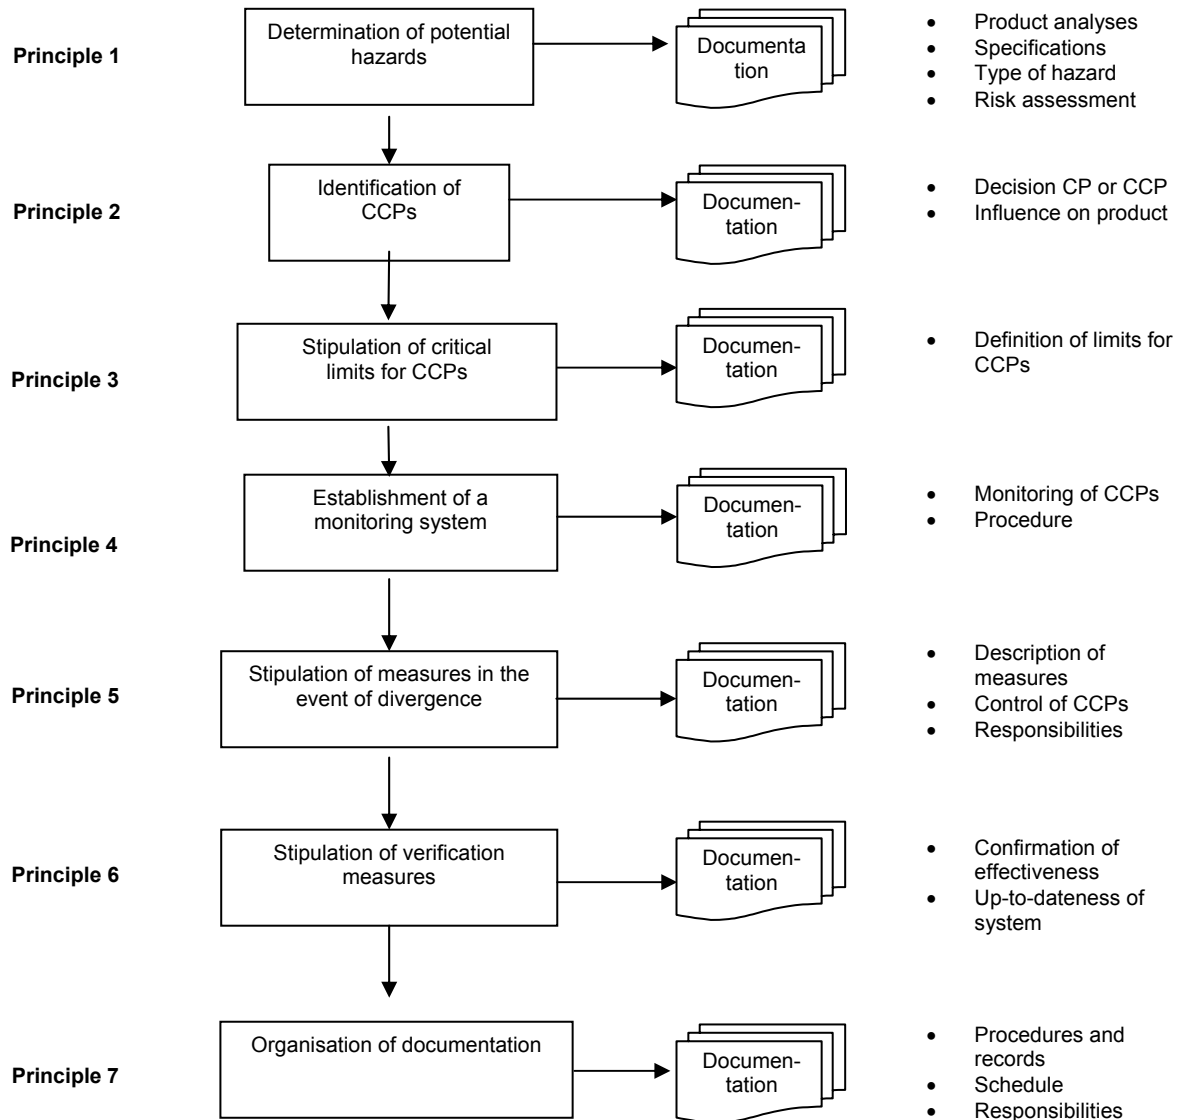 Principle 1
Determination of potential
hazards
Documenta
tion
• Product analyses
• Specifications
• Type of hazard
• Risk assessment
Principle 2
Identification of
CCPs
Documen-
tation
• Decision CP or CCP
• Influence on product
Principle 3
Stipulation of critical
limits for CCPs
Documen-
tation
• Definition of limits for
CCPs
Principle 4
Establishment of a
monitoring system
Documen-
tation
• Monitoring of CCPs
• Procedure
Principle 5
Stipulation of measures in the
event of divergence
Documen-
tation
• Description of
measures
• Control of CCPs
• Responsibilities
Principle 6
Stipulation of verification
measures
Documen-
tation
• Confirmation of
effectiveness
• Up-to-dateness of
system
Principle 7
Organisation of documentation
Documen-
tation
• Procedures and
records
• Schedule
• Responsibilities